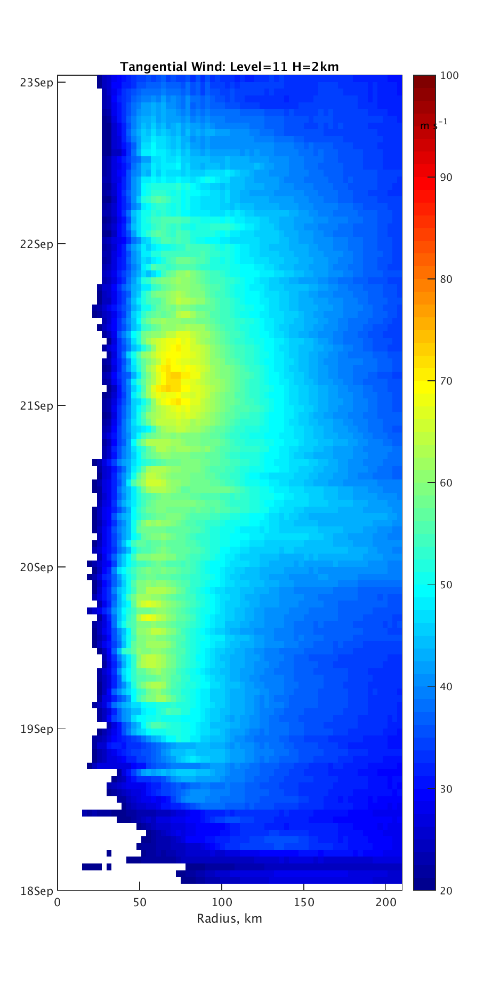 Tangential Wind: Level=11 H=2km
23Sep
22Sep
21Sep
20Sep
19Sep
18Sep
0 50 100 150 200
Radius, km
100
m s⁻¹
90
80
70
60
50
40
30
20